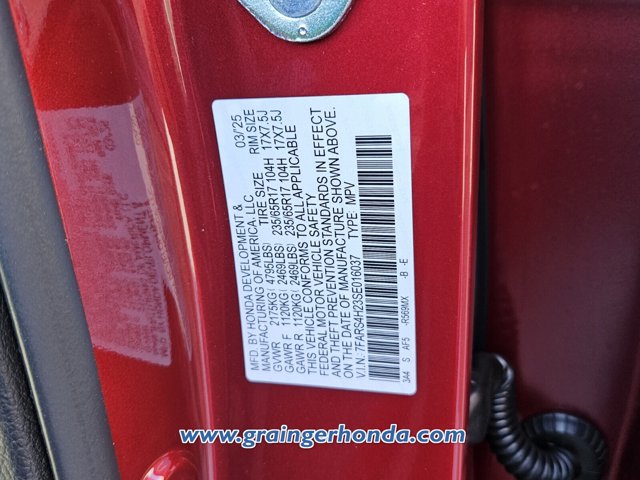 MFD. BY HONDA DEVELOPMENT & 03/25
MANUFACTURING OF AMERICA, LLC
TIRE SIZE RIM SIZE
GVWR 2175KG(4795LBS) 235/65R17 104H 17X7.5J
GAWR F 1120KG(2469LBS) 235/65R17 104H 17X7.5J
GAWR R 1120KG(2469LBS)
THIS VEHICLE CONFORMS TO ALL APPLICABLE
FEDERAL MOTOR VEHICLE SAFETY
AND THEFT PREVENTION STANDARDS IN EFFECT
ON THE DATE OF MANUFACTURE SHOWN ABOVE.
V.I.N. 7FARS4H23SE016037 TYPE: MPV
344 S AF5 -R569MX -B -E
www.graingerhonda.com